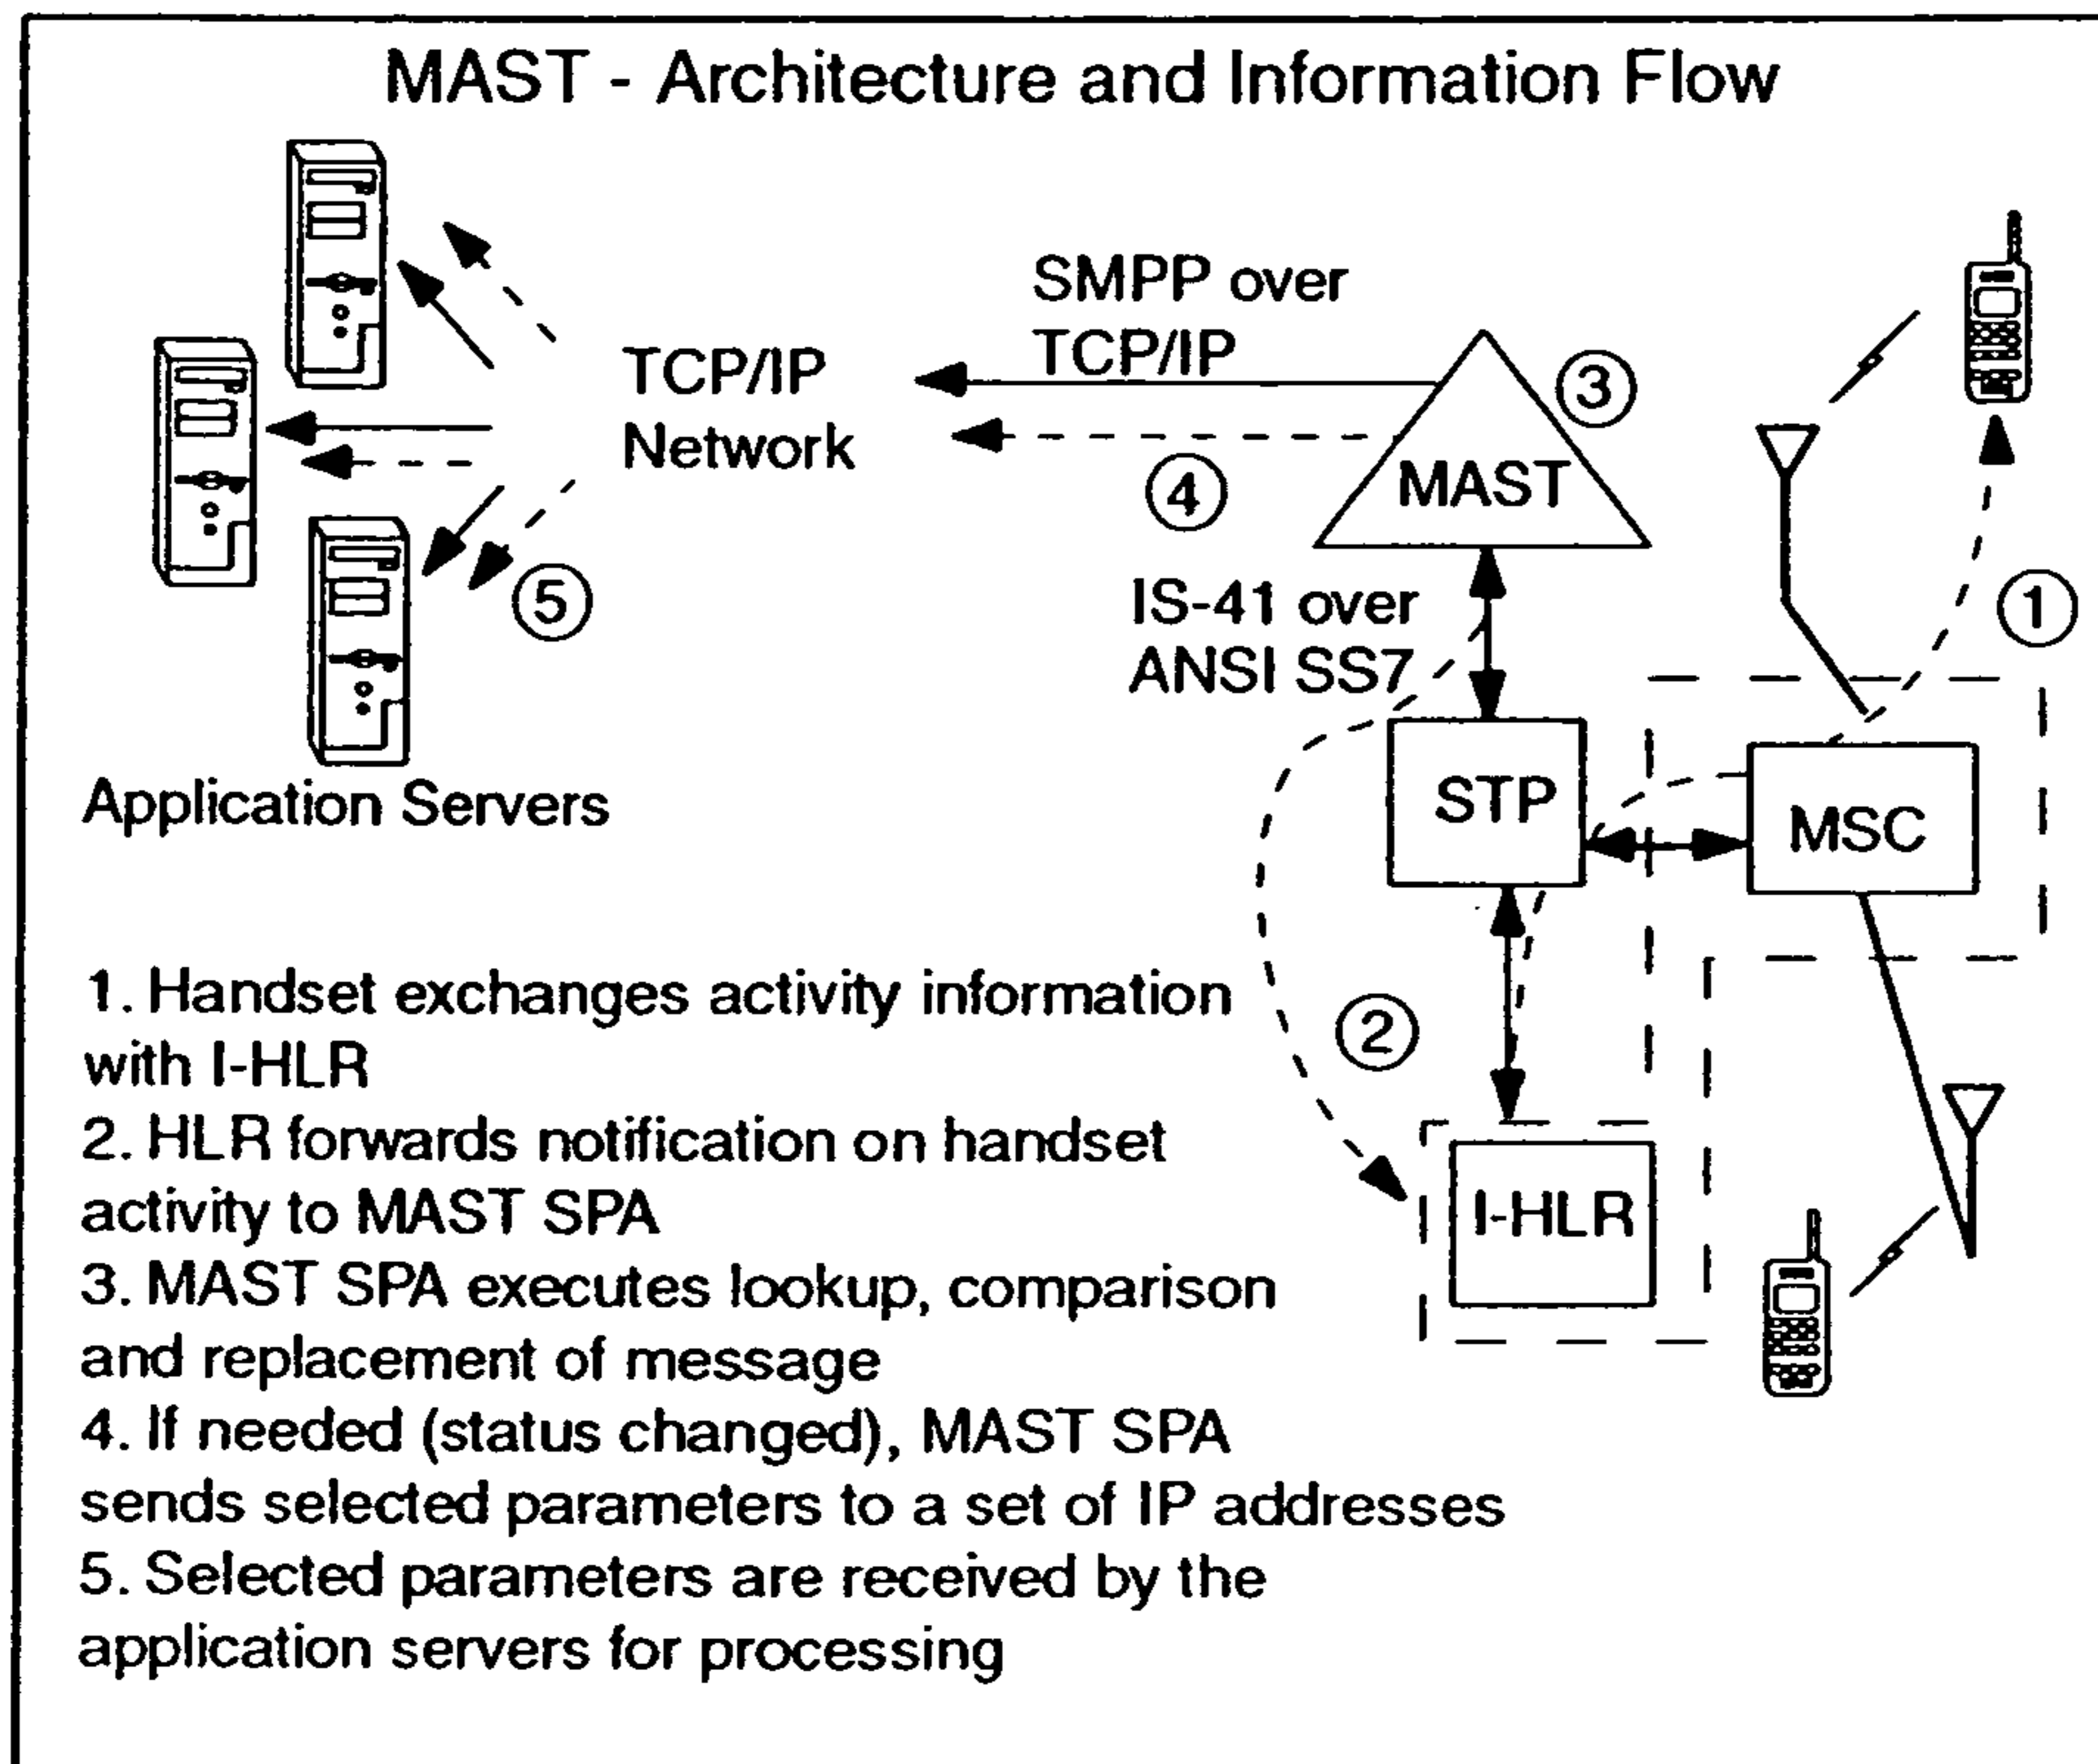 MAST - Architecture and Information Flow
SMPP over
TCP/IP
TCP/IP
Network
3
MAST
4
5
IS-41 over
ANSI SS7
1
STP
MSC
Application Servers
2
I-HLR
1. Handset exchanges activity information
with I-HLR
2. HLR forwards notification on handset
activity to MAST SPA
3. MAST SPA executes lookup, comparison
and replacement of message
4. If needed (status changed), MAST SPA
sends selected parameters to a set of IP addresses
5. Selected parameters are received by the
application servers for processing